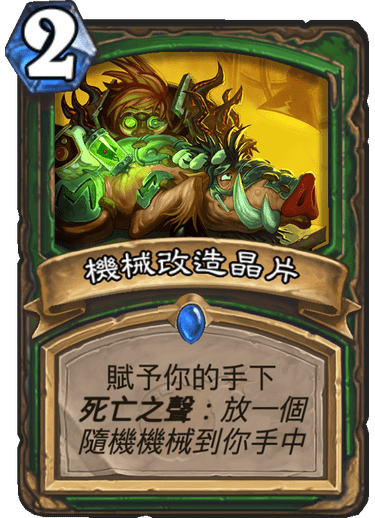 2
機械改造晶片
賦予你的手下
死亡之聲：放一個
隨機機械到你手中